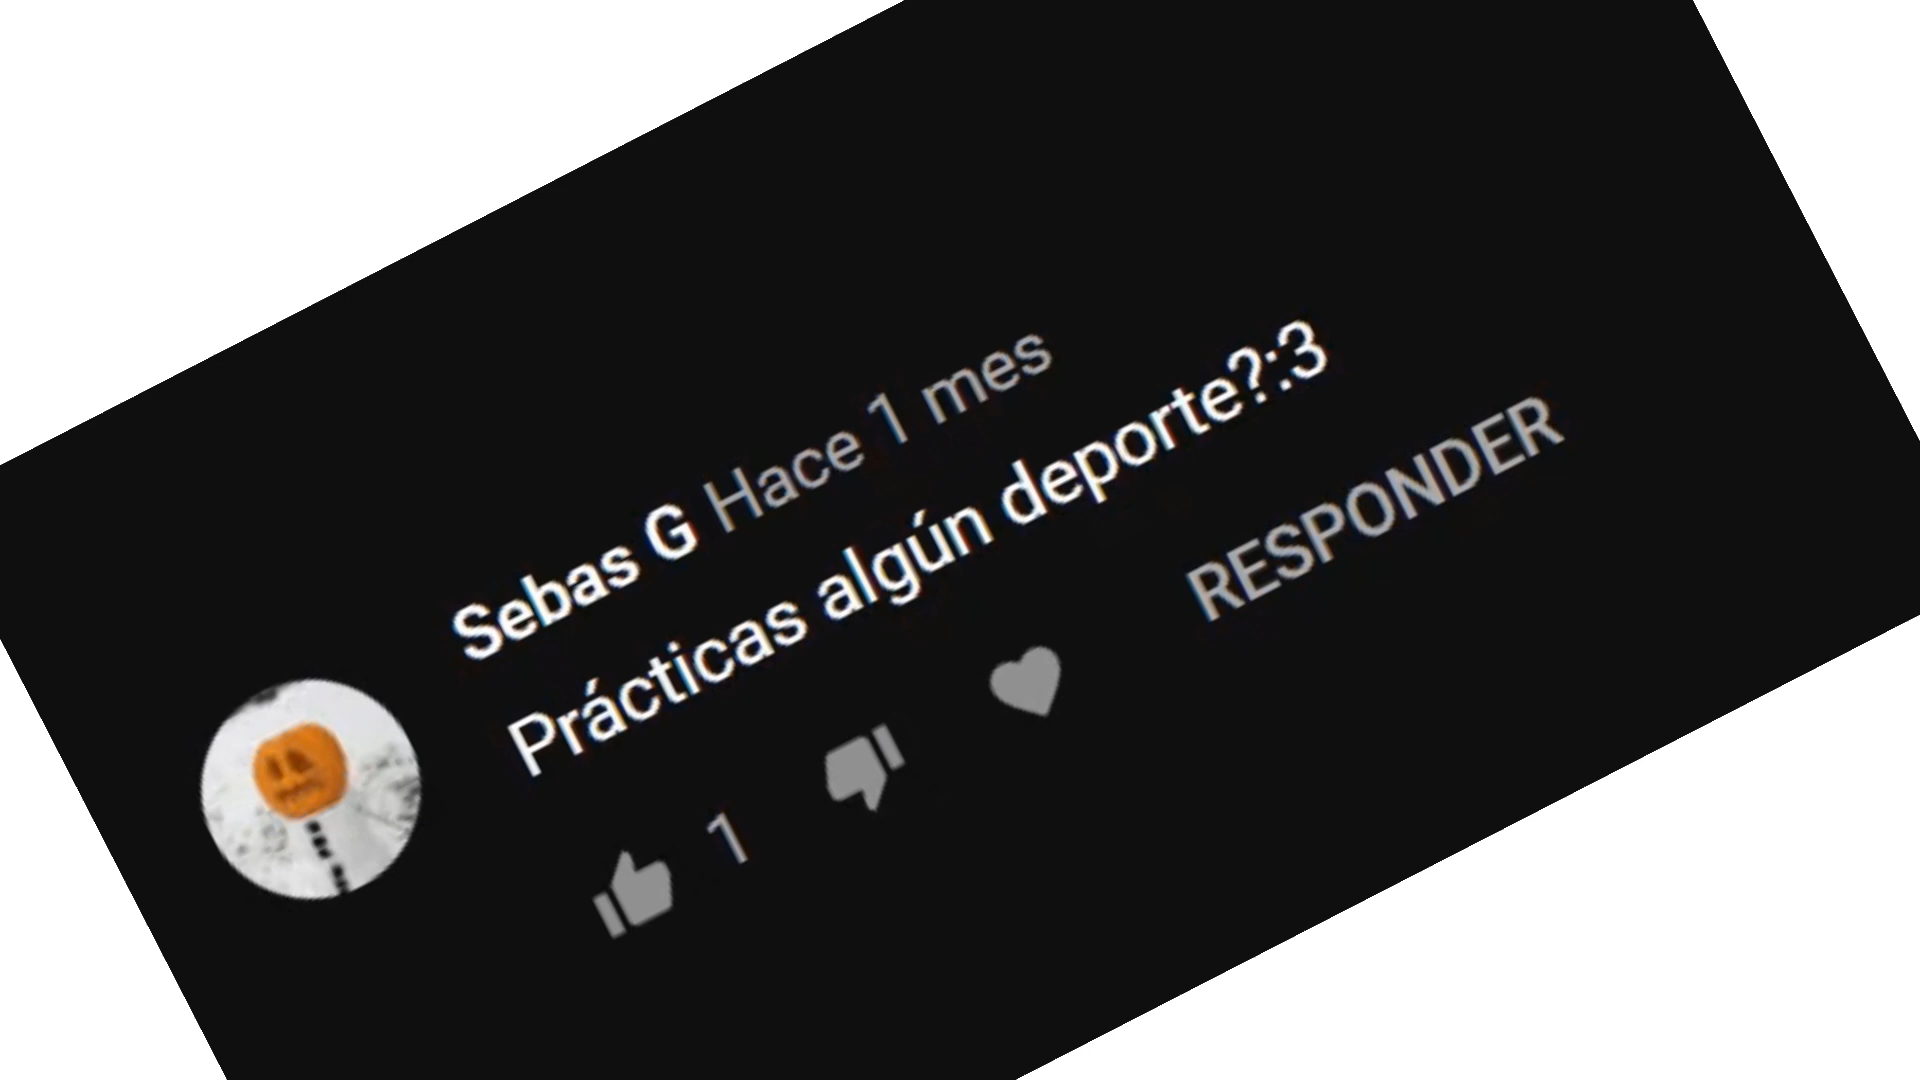 Sebas G Hace 1 mes
Prácticas algún deporte?:3
1 RESPONDER